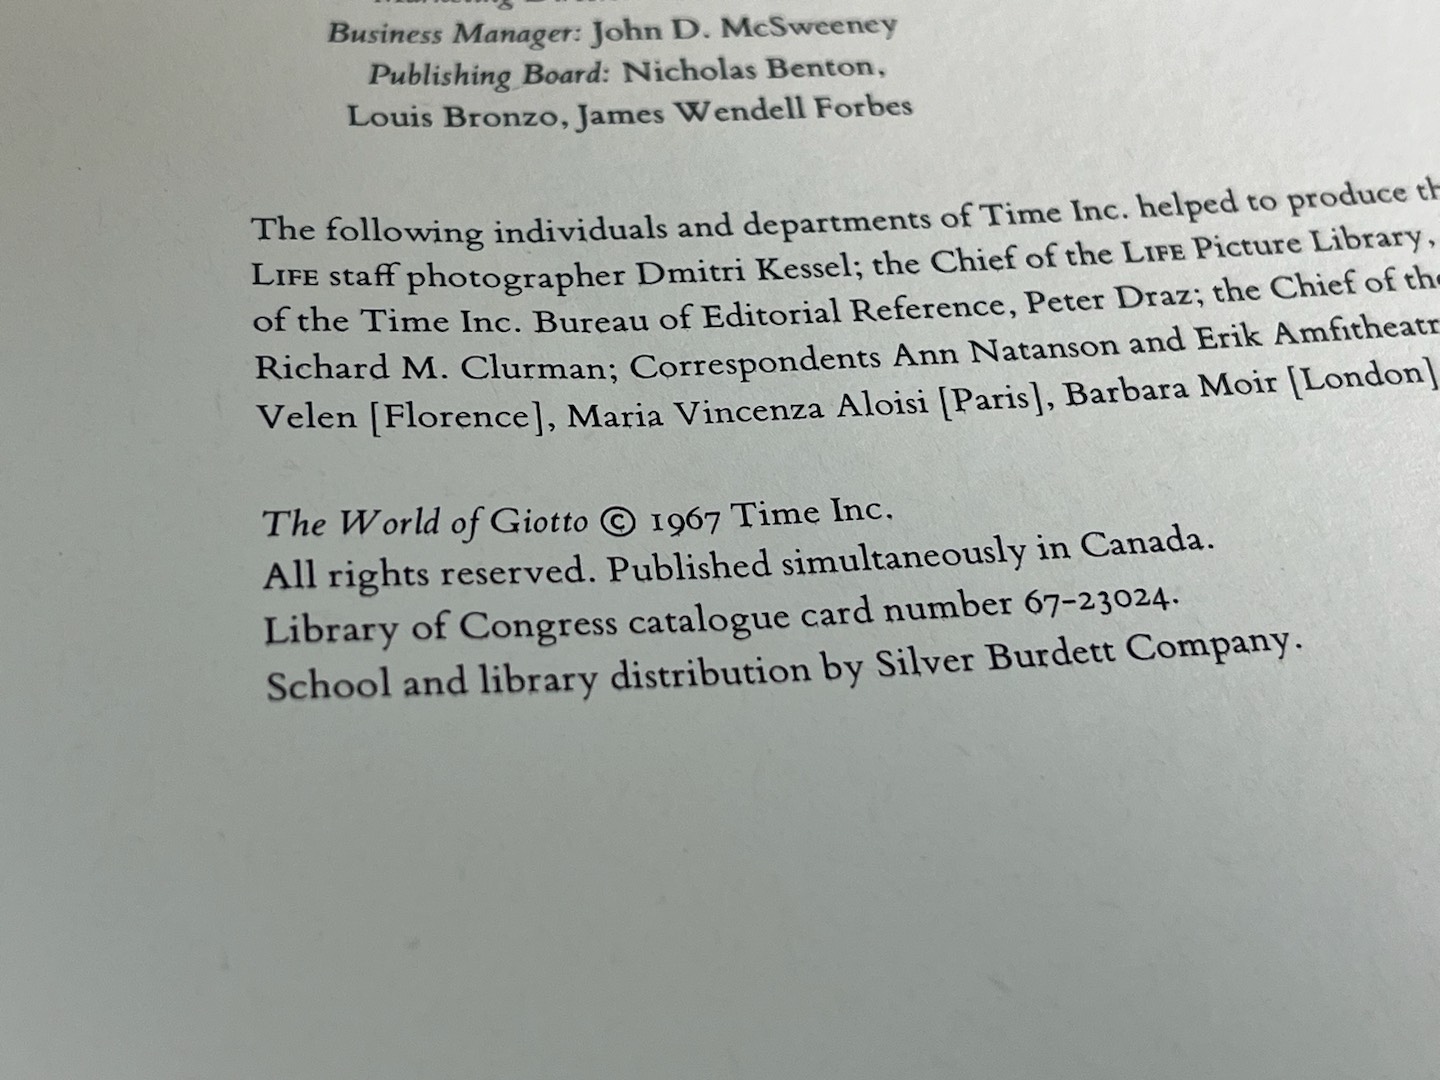 Business Manager: John D. McSweeney
Publishing Board: Nicholas Benton,
Louis Bronzo, James Wendell Forbes
The following individuals and departments of Time Inc. helped to produce th
LIFE staff photographer Dmitri Kessel; the Chief of the LIFE Picture Library,
of the Time Inc. Bureau of Editorial Reference, Peter Draz; the Chief of the
Richard M. Clurman; Correspondents Ann Natanson and Erik Amfitheatr
Velen [Florence], Maria Vincenza Aloisi [Paris], Barbara Moir [London]
The World of Giotto © 1967 Time Inc.
All rights reserved. Published simultaneously in Canada.
Library of Congress catalogue card number 67-23024.
School and library distribution by Silver Burdett Company.